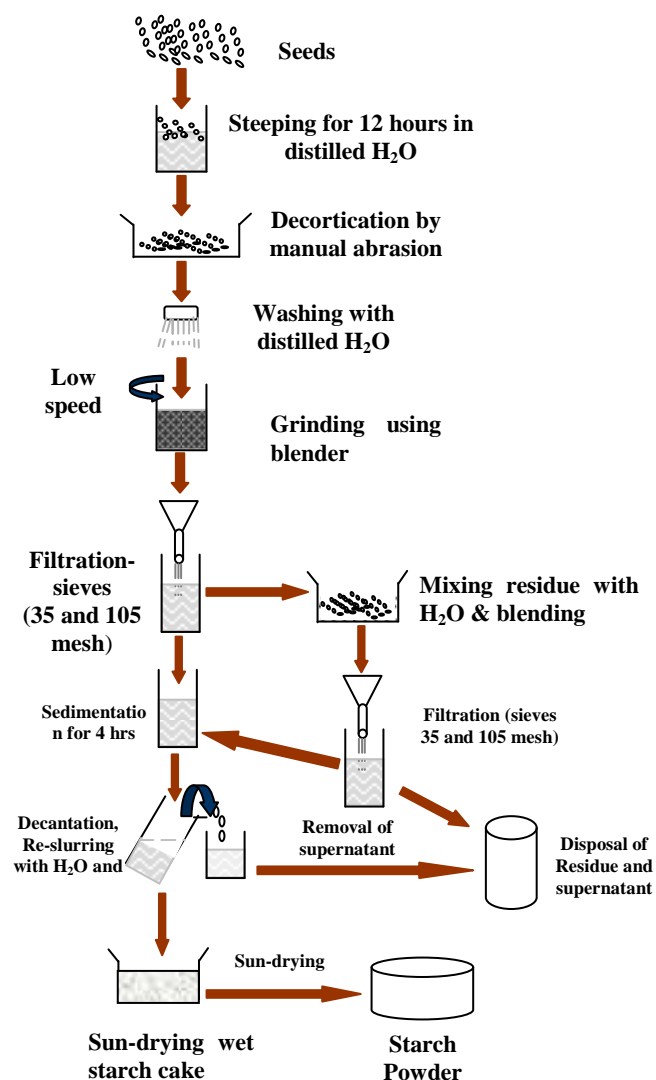 Seeds
Steeping for 12 hours in
distilled H₂O
Decortication by
manual abrasion
Washing with
distilled H₂O
Low
speed
Grinding using
blender
Filtration-
sieves
(35 and 105
mesh)
Mixing residue with
H₂O & blending
Sedimentatio
n for 4 hrs
Filtration (sieves
35 and 105 mesh)
Decantation,
Re-slurring
with H₂O and
Removal of
supernatant
Disposal of
Residue and
supernatant
Sun-drying
Sun-drying wet
starch cake
Starch
Powder